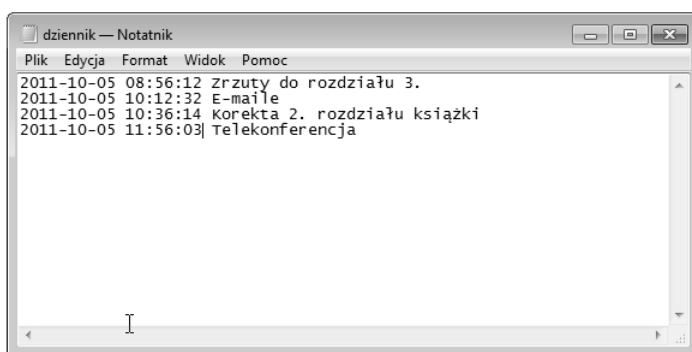 dziennik — Notatnik
Plik Edycja Format Widok Pomoc
2011-10-05 08:56:12 Zrzuty do rozdziału 3.
2011-10-05 10:12:32 E-maile
2011-10-05 10:36:14 Korekta 2. rozdziału książki
2011-10-05 11:56:03 Telekonferencja